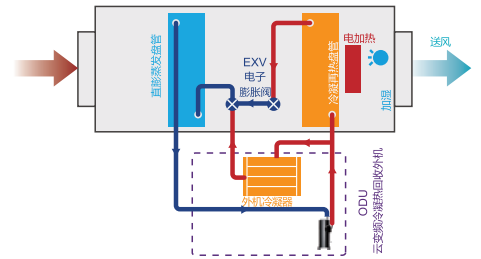 直膨蒸发盘管
EXV
电子
膨胀阀
冷凝再热盘管
电加热
加湿
送风
外机冷凝器
ODU
云变频冷凝热回收外机